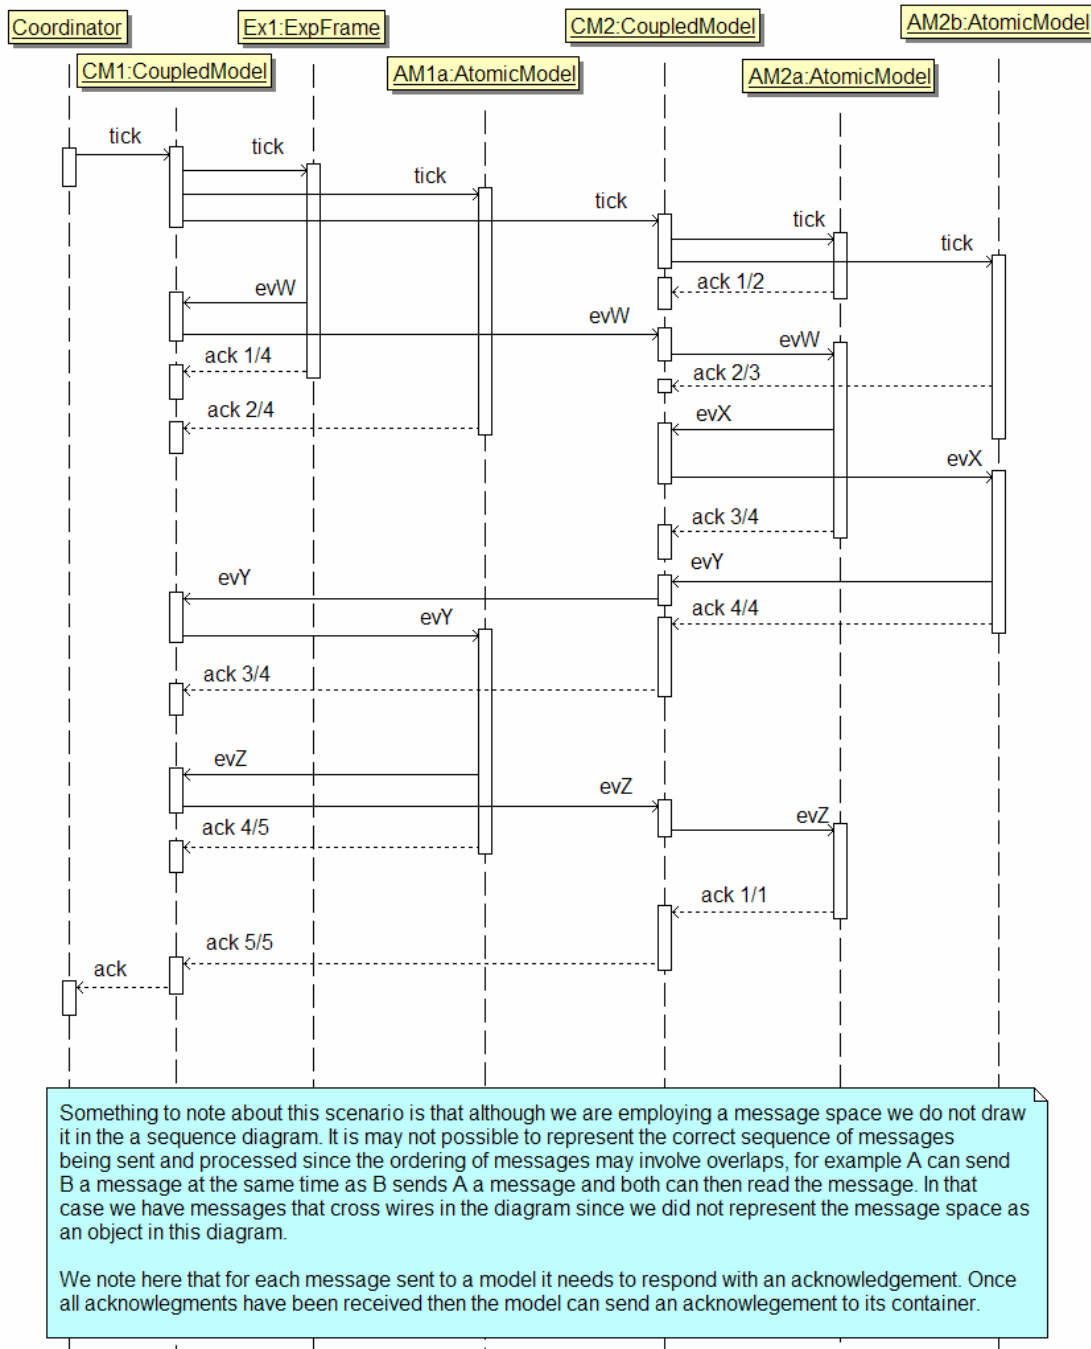 Coordinator
Ex1:ExpFrame
CM2:CoupledModel
AM2b:AtomicModel
CM1:CoupledModel
AM1a:AtomicModel
AM2a:AtomicModel
tick
tick
tick
tick
tick
tick
ack 1/2
evW
evW
evW
ack 1/4
ack 2/3
ack 2/4
evX
evX
ack 3/4
evY
evY
ack 4/4
evY
ack 3/4
evZ
evZ
evZ
ack 4/5
ack 1/1
ack 5/5
ack
Something to note about this scenario is that although we are employing a message space we do not draw
it in the a sequence diagram. It is may not possible to represent the correct sequence of messages
being sent and processed since the ordering of messages may involve overlaps, for example A can send
B a message at the same time as B sends A a message and both can then read the message. In that
case we have messages that cross wires in the diagram since we did not represent the message space as
an object in this diagram.
We note here that for each message sent to a model it needs to respond with an acknowledgement. Once
all acknowlegments have been received then the model can send an acknowlegement to its container.